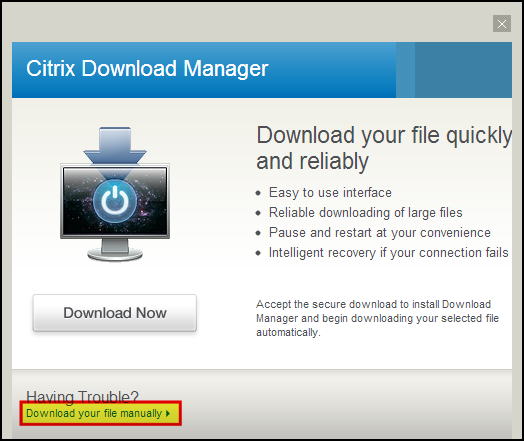 Citrix Download Manager
Download your file quickly
and reliably
Easy to use interface
Reliable downloading of large files
Pause and restart at your convenience
Intelligent recovery if your connection fails
Download Now
Accept the secure download to install Download
Manager and begin downloading your selected file
automatically.
Having Trouble?
Download your file manually